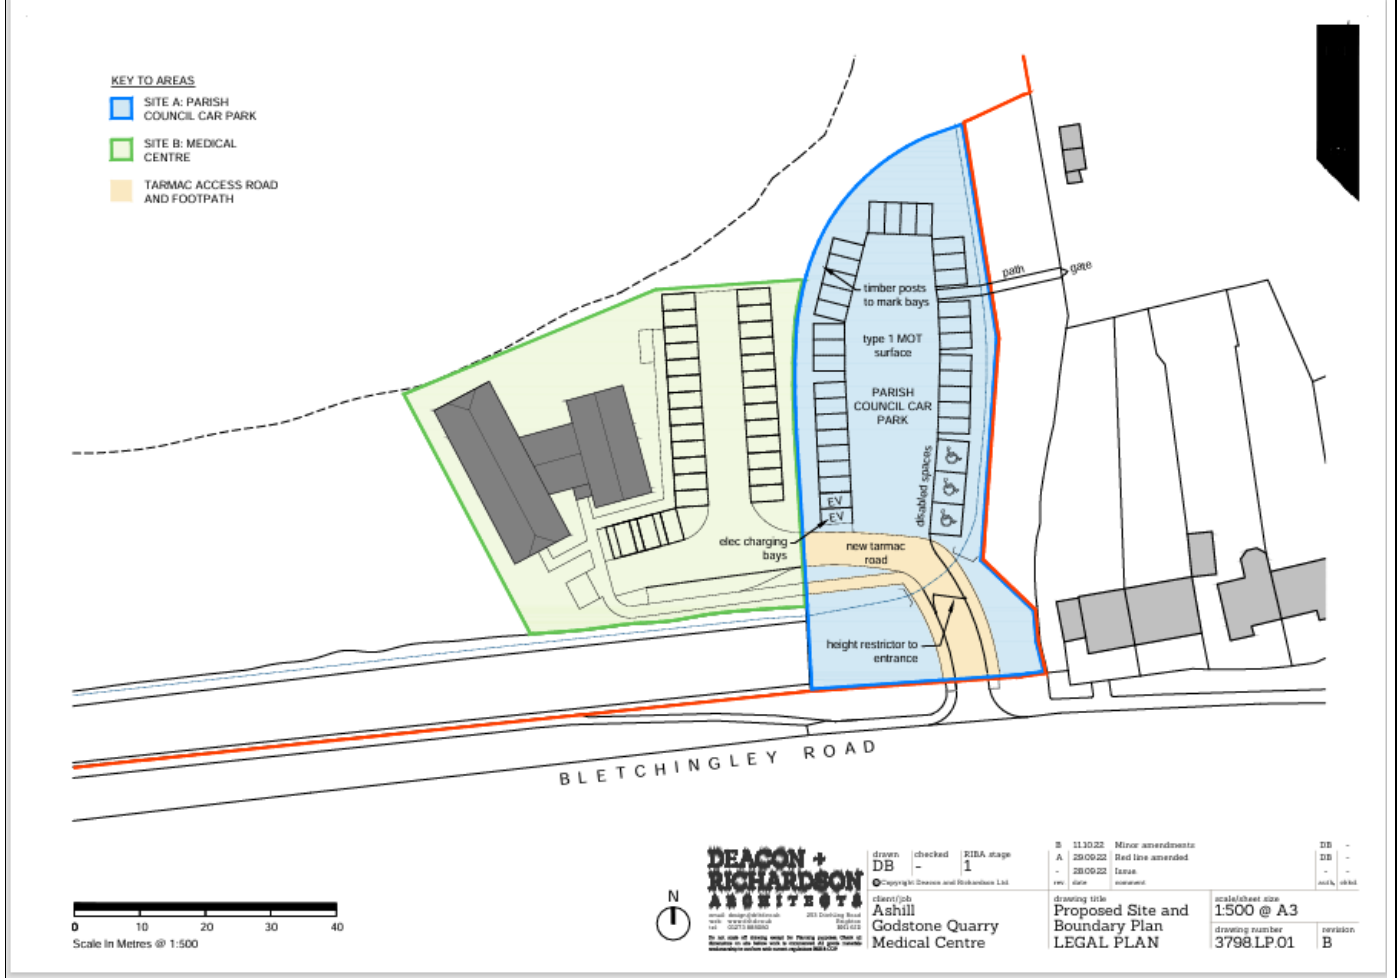 KEY TO AREAS
SITE A: PARISH
COUNCIL CAR PARK
SITE B: MEDICAL
CENTRE
TARMAC ACCESS ROAD
AND FOOTPATH
timber posts
to mark bays
path
gate
type 1 MOT
surface
PARISH
COUNCIL CAR
PARK
disabled spaces
EV
EV
elec charging
bays
new tarmac
road
height restrictor to
entrance
BLETCHINGLEY ROAD
0 10 20 30 40
Scale In Metres @ 1:500
N
DEACON +
RICHARDSON
ARCHITECTS
drawn
DB
checked
-
RIBA stage
1
Copyright Deacon and Richardson Ltd
B 11.10.22 Minor amendments DB -
A 29.09.22 Red line amended DB -
- 28.09.22 Issue - -
rev date comment
client/job
Ashill
Godstone Quarry
Medical Centre
drawing title
Proposed Site and
Boundary Plan
LEGAL PLAN
scale/sheet size
1:500 @ A3
drawing number
3798.LP.01
revision
B